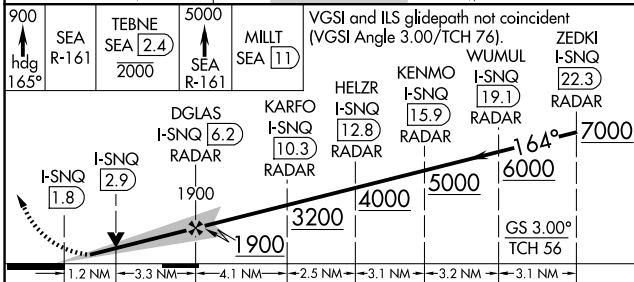 900
hdg
165°
SEA
R-161
TEBNE
SEA 2.4
2000
5000
SEA
R-161
MILLT
SEA 11
VGSI and ILS glidepath not coincident
(VGSI Angle 3.00/TCH 76).
ZEDKI
I-SNQ
22.3
RADAR
WUMUL
I-SNQ
19.1
RADAR
KENMO
I-SNQ
15.9
RADAR
HELZR
I-SNQ
12.8
RADAR
KARFO
I-SNQ
10.3
RADAR
DGLAS
I-SNQ 6.2
RADAR
I-SNQ
2.9
I-SNQ
1.8
1900
164°
7000
6000
5000
4000
3200
1900
GS 3.00°
TCH 56
1.2 NM
3.3 NM
4.1 NM
2.5 NM
3.1 NM
3.2 NM
3.1 NM